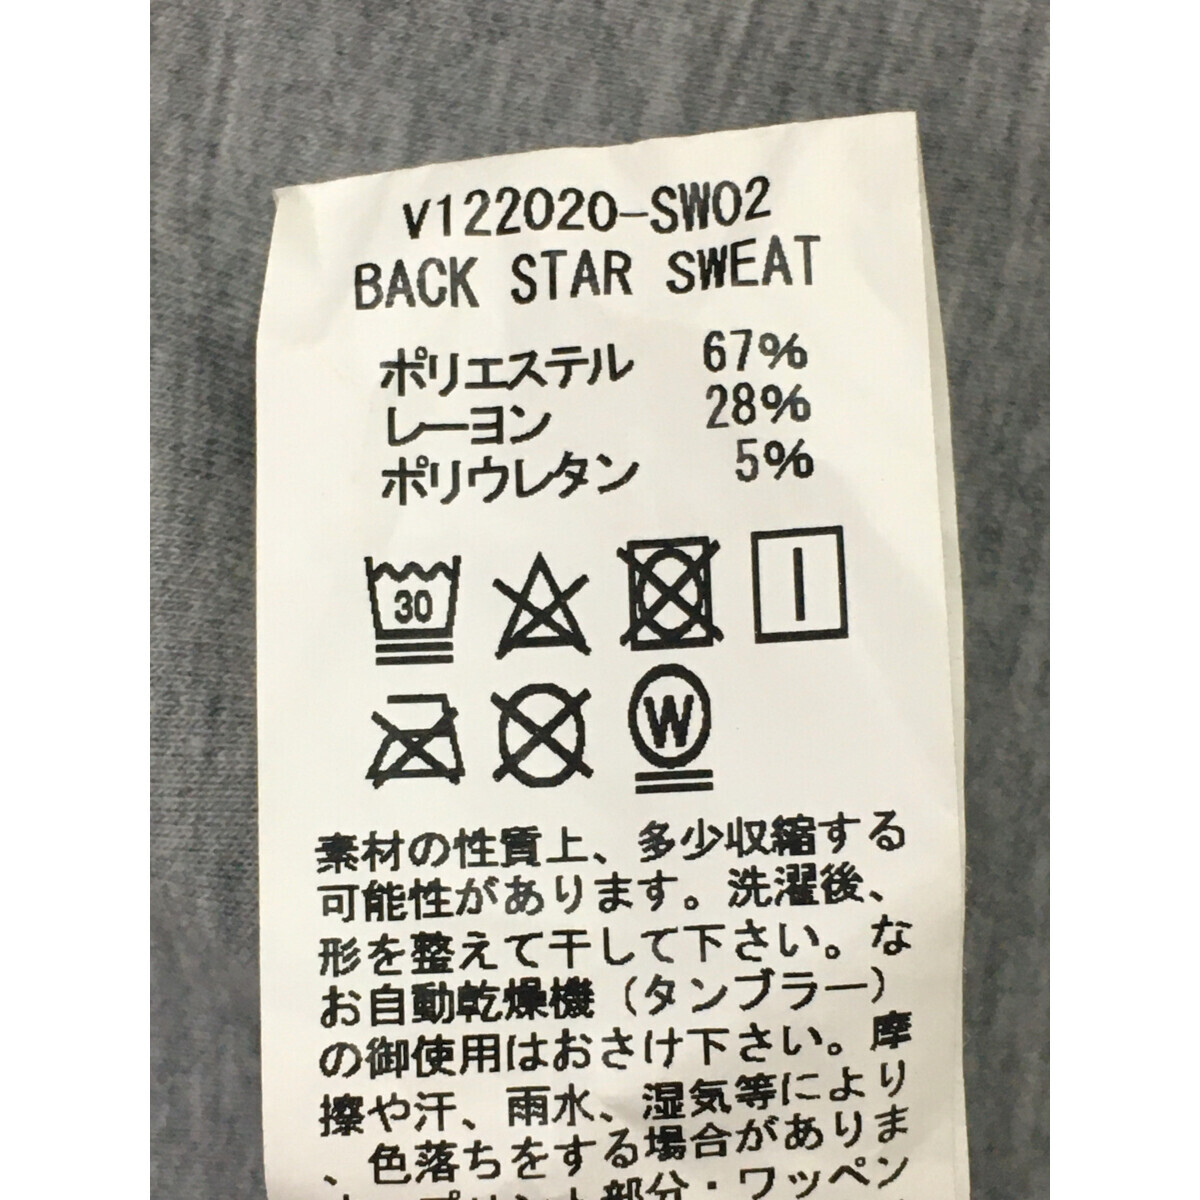 V122020-SW02
BACK STAR SWEAT
ポリエステル 67%
レーヨン 28%
ポリウレタン 5%
30
W
素材の性質上、多少収縮する
可能性があります。洗濯後、
形を整えて干して下さい。な
お自動乾燥機(タンブラー)
の御使用はおさけ下さい。摩
擦や汗、雨水、湿気等により
、色落ちをする場合がありま
プリント部分・ワッペン